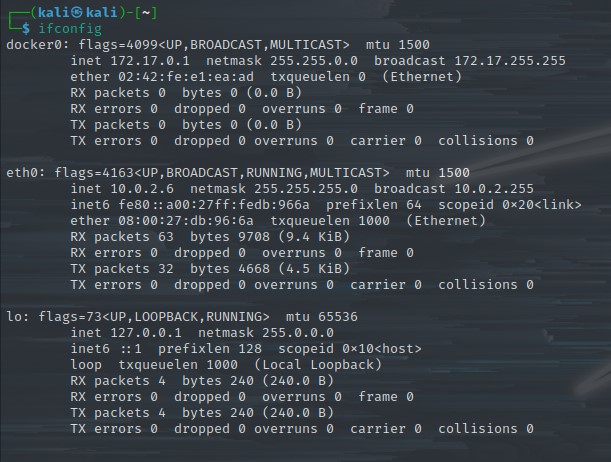 ┌──(kali㉿kali)-[~]
└─$ ifconfig
docker0: flags=4099<UP,BROADCAST,MULTICAST>  mtu 1500
        inet 172.17.0.1  netmask 255.255.0.0  broadcast 172.17.255.255
        ether 02:42:fe:e1:ea:ad  txqueuelen 0  (Ethernet)
        RX packets 0  bytes 0 (0.0 B)
        RX errors 0  dropped 0  overruns 0  frame 0
        TX packets 0  bytes 0 (0.0 B)
        TX errors 0  dropped 0 overruns 0  carrier 0  collisions 0

eth0: flags=4163<UP,BROADCAST,RUNNING,MULTICAST>  mtu 1500
        inet 10.0.2.6  netmask 255.255.255.0  broadcast 10.0.2.255
        inet6 fe80::a00:27ff:fedb:966a  prefixlen 64  scopeid 0×20<link>
        ether 08:00:27:db:96:6a  txqueuelen 1000  (Ethernet)
        RX packets 63  bytes 9708 (9.4 KiB)
        RX errors 0  dropped 0  overruns 0  frame 0
        TX packets 32  bytes 4668 (4.5 KiB)
        TX errors 0  dropped 0 overruns 0  carrier 0  collisions 0

lo: flags=73<UP,LOOPBACK,RUNNING>  mtu 65536
        inet 127.0.0.1  netmask 255.0.0.0
        inet6 ::1  prefixlen 128  scopeid 0×10<host>
        loop  txqueuelen 1000  (Local Loopback)
        RX packets 4  bytes 240 (240.0 B)
        RX errors 0  dropped 0  overruns 0  frame 0
        TX packets 4  bytes 240 (240.0 B)
        TX errors 0  dropped 0 overruns 0  carrier 0  collisions 0